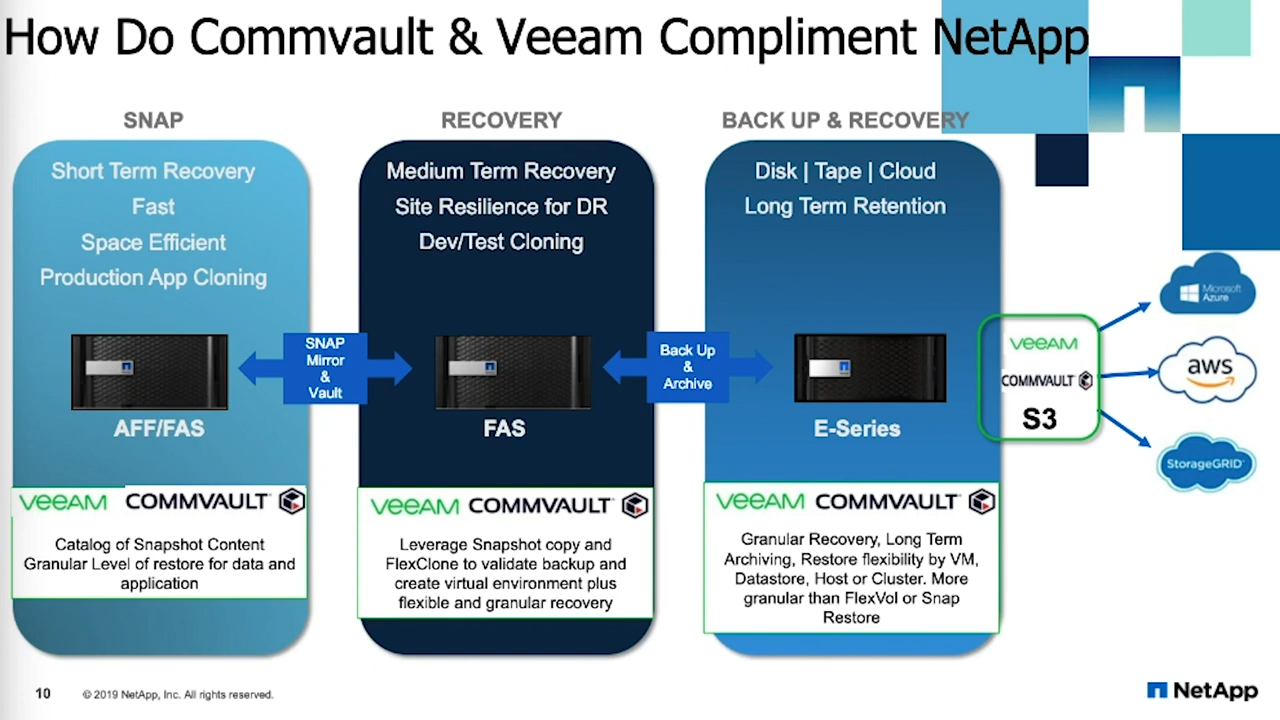 How Do Commvault & Veeam Compliment NetApp
SNAP
Short Term Recovery
Fast
Space Efficient
Production App Cloning
AFF/FAS
veeAM COMMVAULT
Catalog of Snapshot Content
Granular Level of restore for data and
application
SNAP
Mirror
&
Vault
RECOVERY
Medium Term Recovery
Site Resilience for DR
Dev/Test Cloning
FAS
veeAM COMMVAULT
Leverage Snapshot copy and
FlexClone to validate backup and
create virtual environment plus
flexible and granular recovery
Back Up
&
Archive
BACK UP & RECOVERY
Disk | Tape | Cloud
Long Term Retention
E-Series
veeAM COMMVAULT
Granular Recovery, Long Term
Archiving, Restore flexibility by VM,
Datastore, Host or Cluster. More
granular than FlexVol or Snap
Restore
veeAM
COMMVAULT
S3
Microsoft
Azure
aws
StorageGRID
10
© 2019 NetApp, Inc. All rights reserved.
NetApp